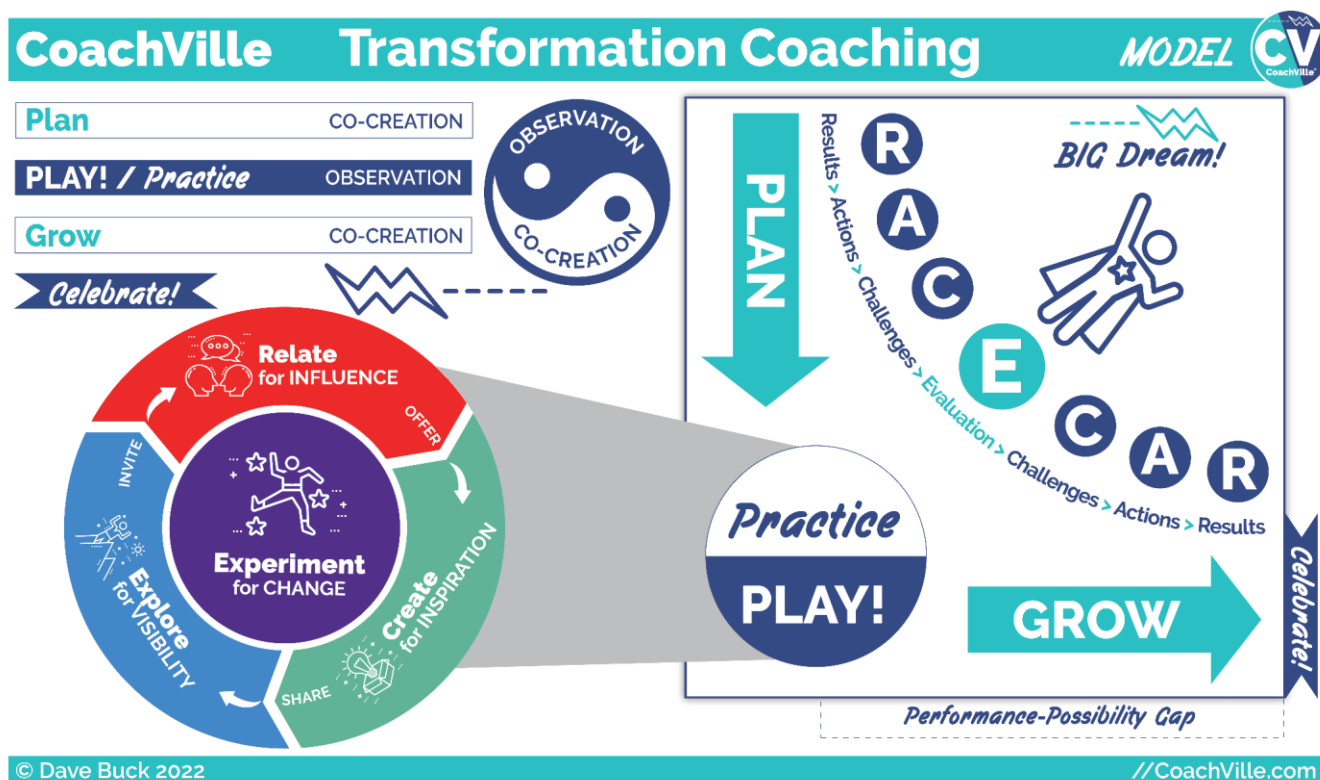 CoachVille Transformation Coaching MODEL
CV
CoachVille
Plan CO-CREATION
PLAY! / Practice OBSERVATION
Grow CO-CREATION
Celebrate!
OBSERVATION
CO-CREATION
Relate
for INFLUENCE
OFFER
Create
for INSPIRATION
SHARE
Explore
for VISIBILITY
INVITE
Experiment
for CHANGE
PLAN
R
A
C
E
C
A
R
Results > Actions > Challenges > Evaluation > Challenges > Actions > Results
BIG Dream!
Practice
PLAY!
GROW
Celebrate!
Performance-Possibility Gap
© Dave Buck 2022 //CoachVille.com